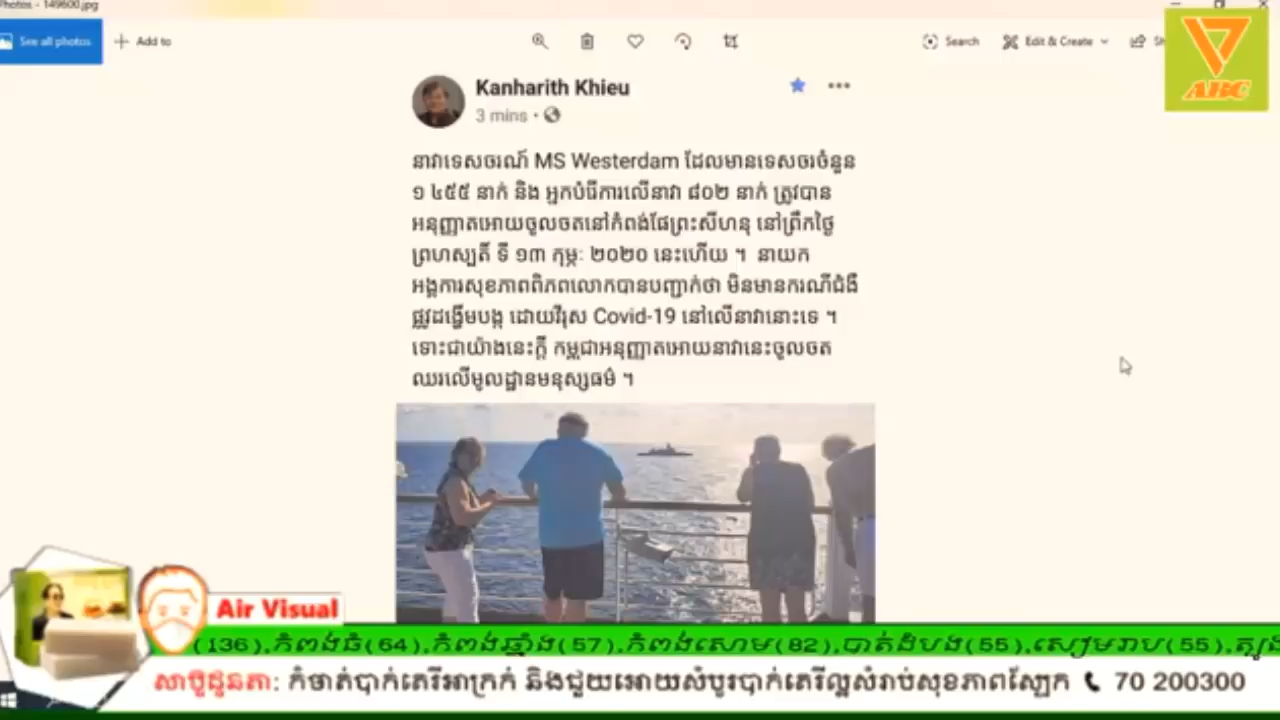 Photos - 149600.jpg
See all photos
Add to
Search
Edit & Create
ABC
Kanharith Khieu
3 mins
នាវាទេសចរណ៍ MS Westerdam ដែលមានទេសចរចំនួន
១ ៤៥៥ នាក់ និង អ្នកបំរើការលើនាវា ៨០២ នាក់ ត្រូវបាន
អនុញ្ញាតអោយចូលចតនៅកំពង់ផែព្រះសីហនុ នៅព្រឹកថ្ងៃ
ព្រហស្បតិ៍ ទី ១៣ កុម្ភៈ ២០២០ នេះហើយ ។ នាយក
អង្គការសុខភាពពិភពលោកបានបញ្ជាក់ថា មិនមានករណីជំងឺ
ផ្លូវដង្ហើមបង្ក ដោយវីរុស Covid-19 នៅលើនាវានោះទេ ។
ទោះជាយ៉ាងនេះក្តី កម្ពុជាអនុញ្ញាតអោយនាវានេះចូលចត
ឈរលើមូលដ្ឋានមនុស្សធម៌ ។
Air Visual
(136),កំពង់ធំ(64),កំពង់ឆ្នាំង(57),កំពង់សោម(82),បាត់ដំបង(55),សៀមរាប(55),
សាប៊ូដូនតា: កំចាត់បាក់តេរីអាក្រក់ និងជួយអោយសំបូរបាក់តេរីល្អសំរាប់សុខភាពស្បែក 70 200300